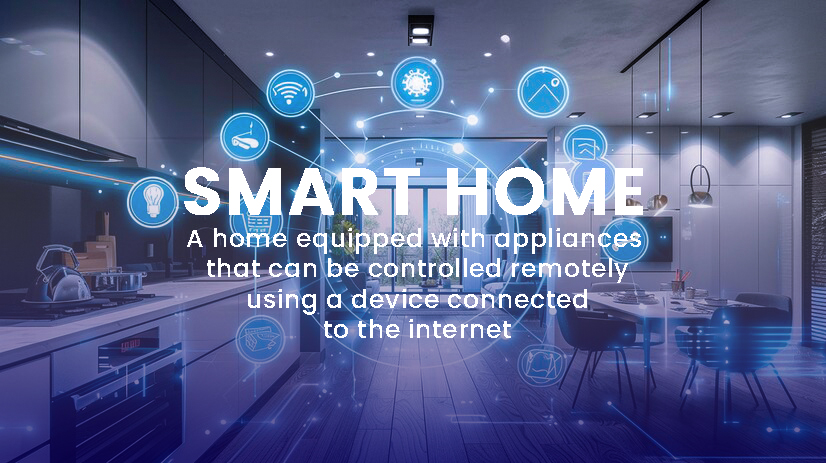 SMART HOME
A home equipped with appliances
that can be controlled remotely
using a device connected
to the internet